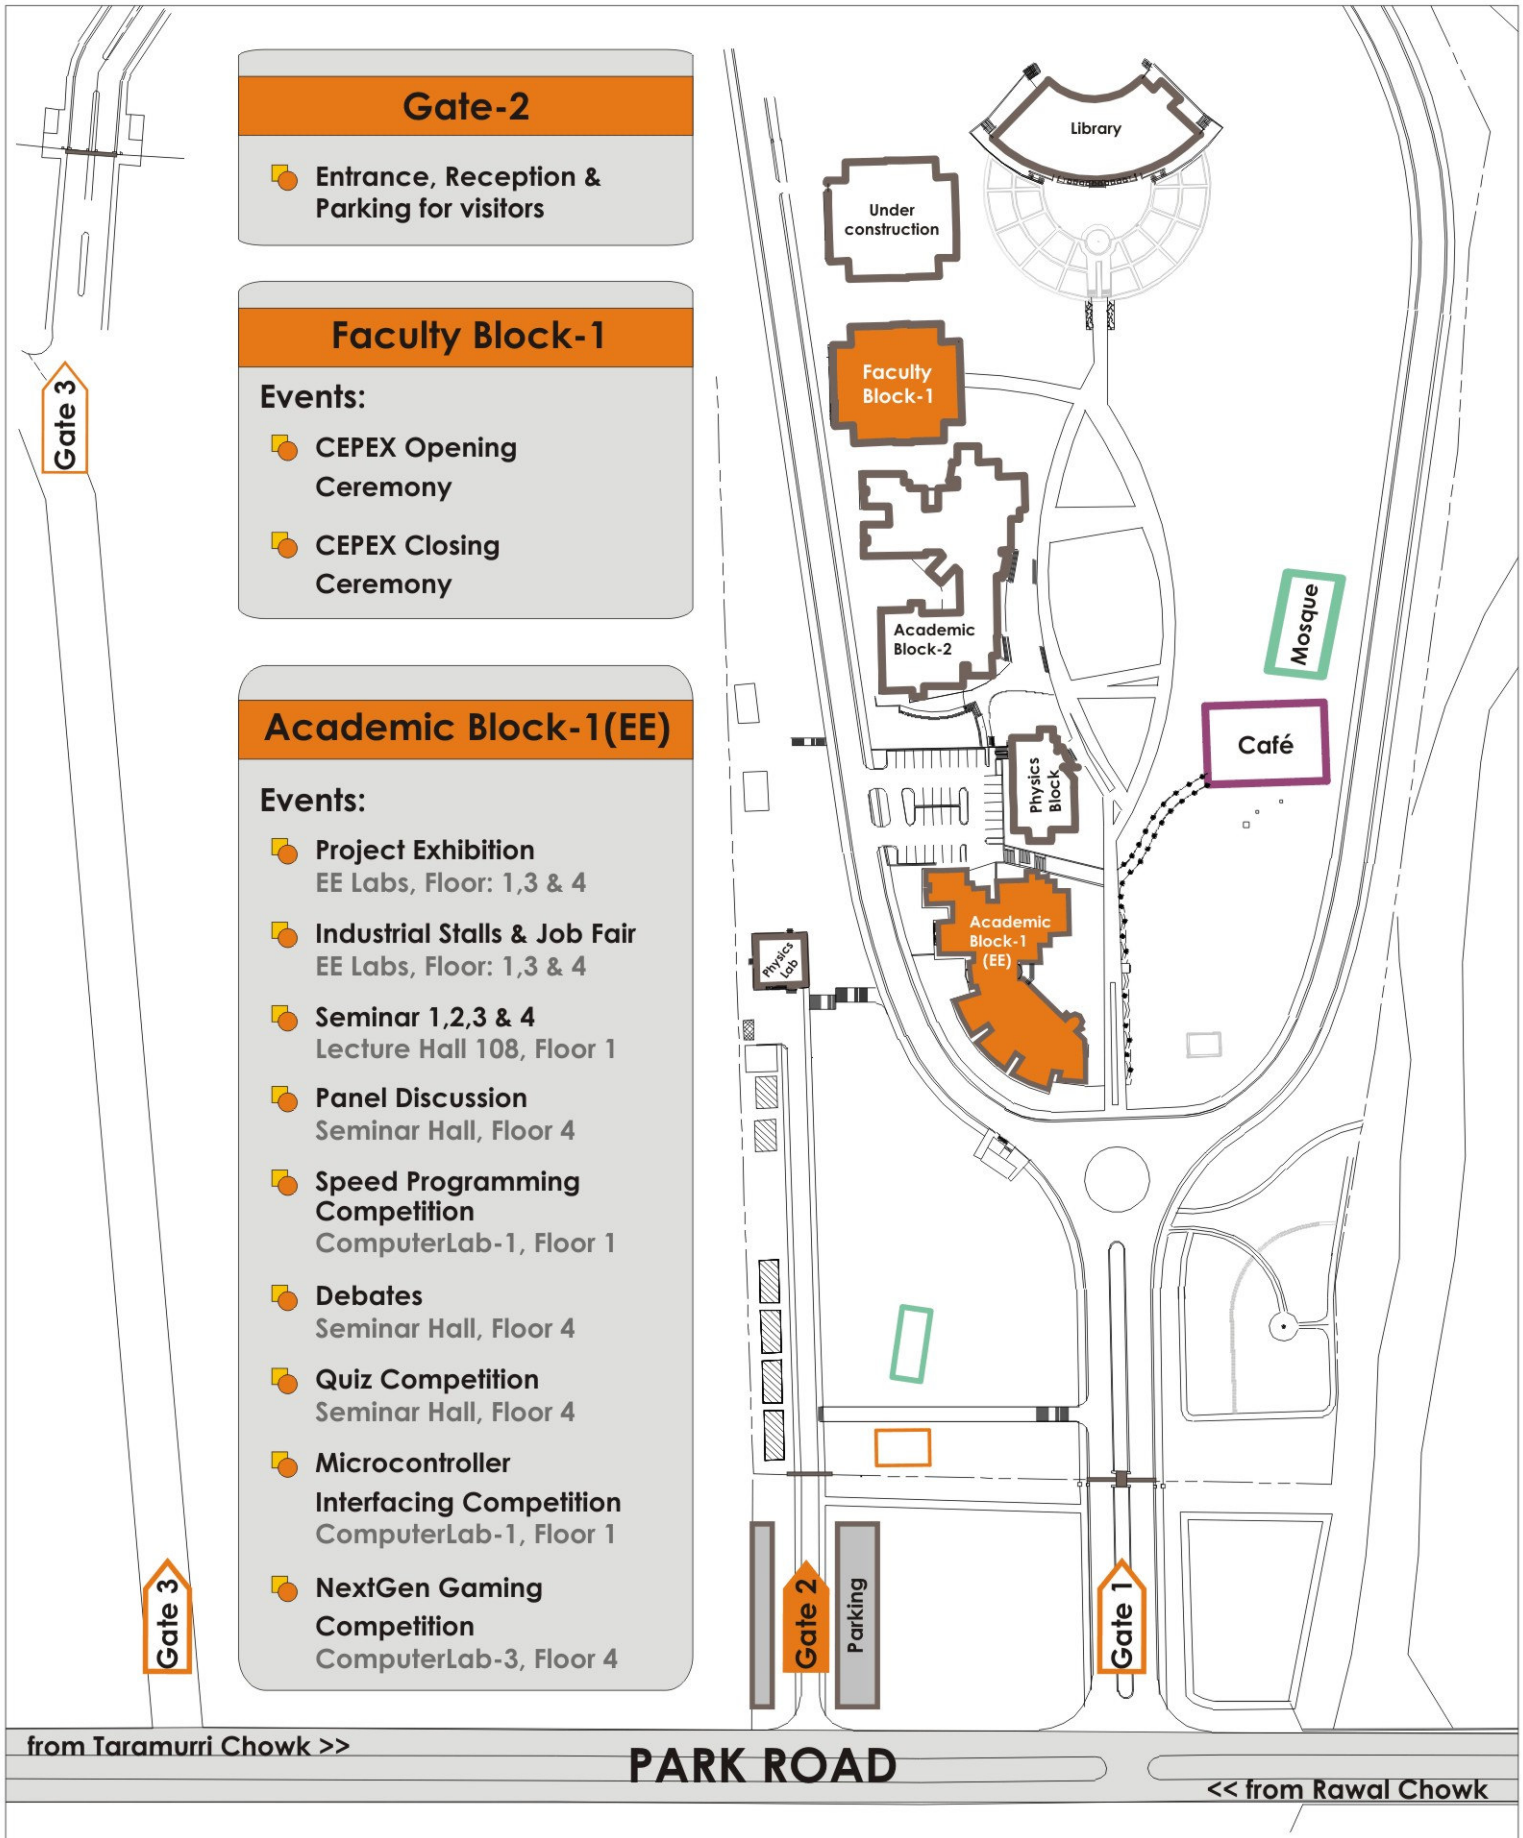 Gate-2
Entrance, Reception &
Parking for visitors
Faculty Block-1
Events:
CEPEX Opening
Ceremony
CEPEX Closing
Ceremony
Academic Block-1(EE)
Events:
Project Exhibition
EE Labs, Floor: 1,3 & 4
Industrial Stalls & Job Fair
EE Labs, Floor: 1,3 & 4
Seminar 1,2,3 & 4
Lecture Hall 108, Floor 1
Panel Discussion
Seminar Hall, Floor 4
Speed Programming
Competition
ComputerLab-1, Floor 1
Debates
Seminar Hall, Floor 4
Quiz Competition
Seminar Hall, Floor 4
Microcontroller
Interfacing Competition
ComputerLab-1, Floor 1
NextGen Gaming
Competition
ComputerLab-3, Floor 4
Library
Under
construction
Faculty
Block-1
Academic
Block-2
Mosque
Café
Physics
Block
Academic
Block-1
(EE)
Physics
Lab
Gate 3
Gate 3
Gate 2
Parking
Gate 1
from Taramurri Chowk >>
PARK ROAD
<< from Rawal Chowk